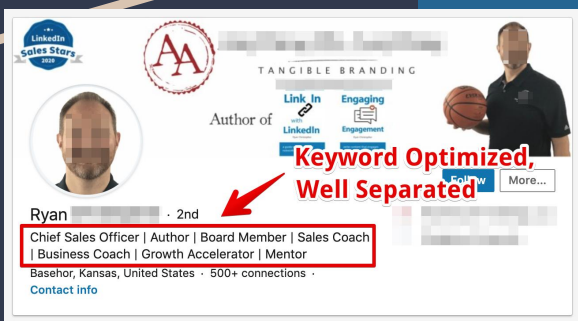 LinkedIn
Sales Stars
2020
AA
TANGIBLE BRANDING
Author of
Link In
with
LinkedIn
Engaging
Engagement
Keyword Optimized,
Well Separated
Follow
More...
Ryan
· 2nd
Chief Sales Officer | Author | Board Member | Sales Coach
| Business Coach | Growth Accelerator | Mentor
Basehor, Kansas, United States · 500+ connections ·
Contact info